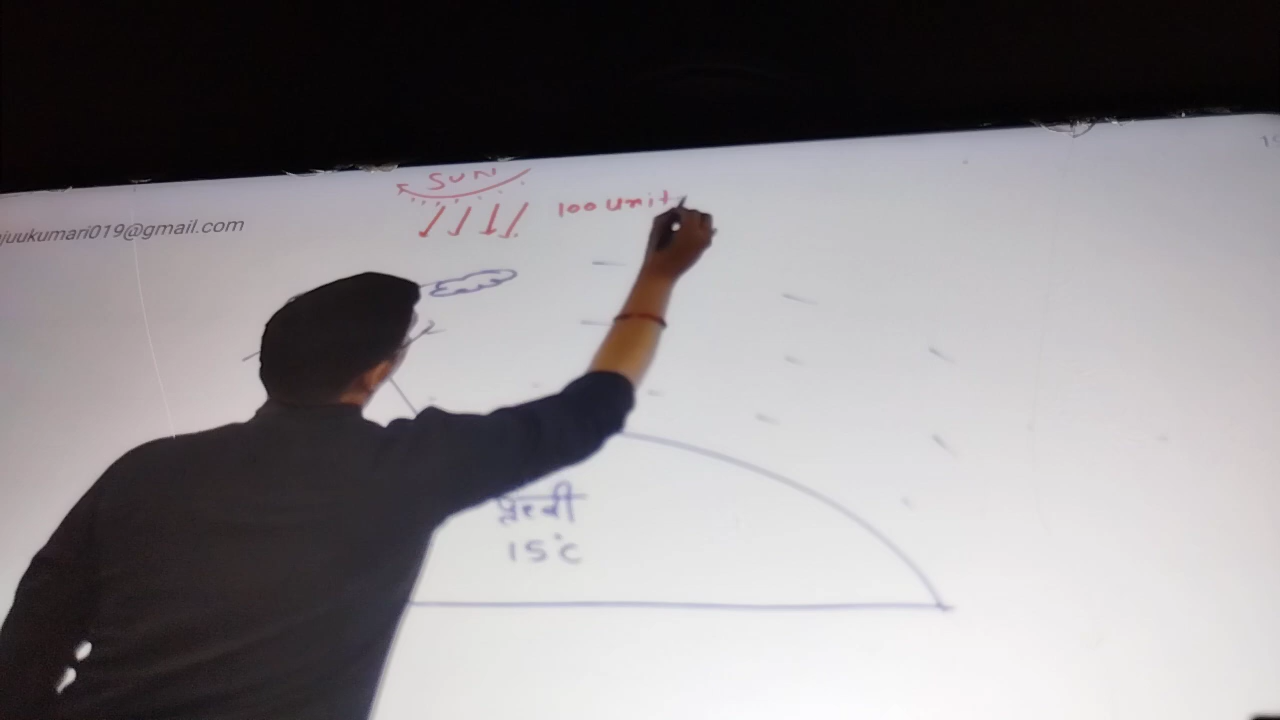 SUN
100 Unit
juukumari019@gmail.com
पृथ्वी
15°C